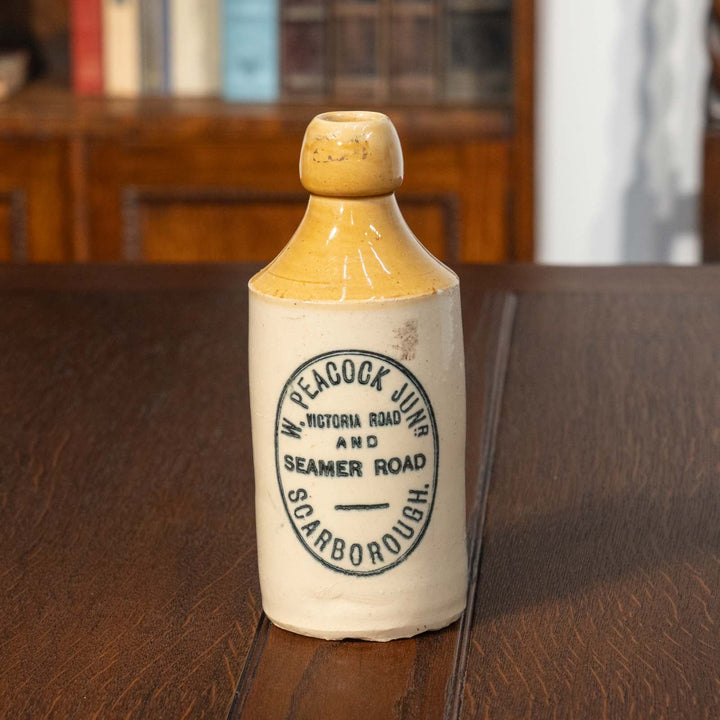 W. PEACOCK JUNR
VICTORIA ROAD
AND
SEAMER ROAD
SCARBOROUGH.